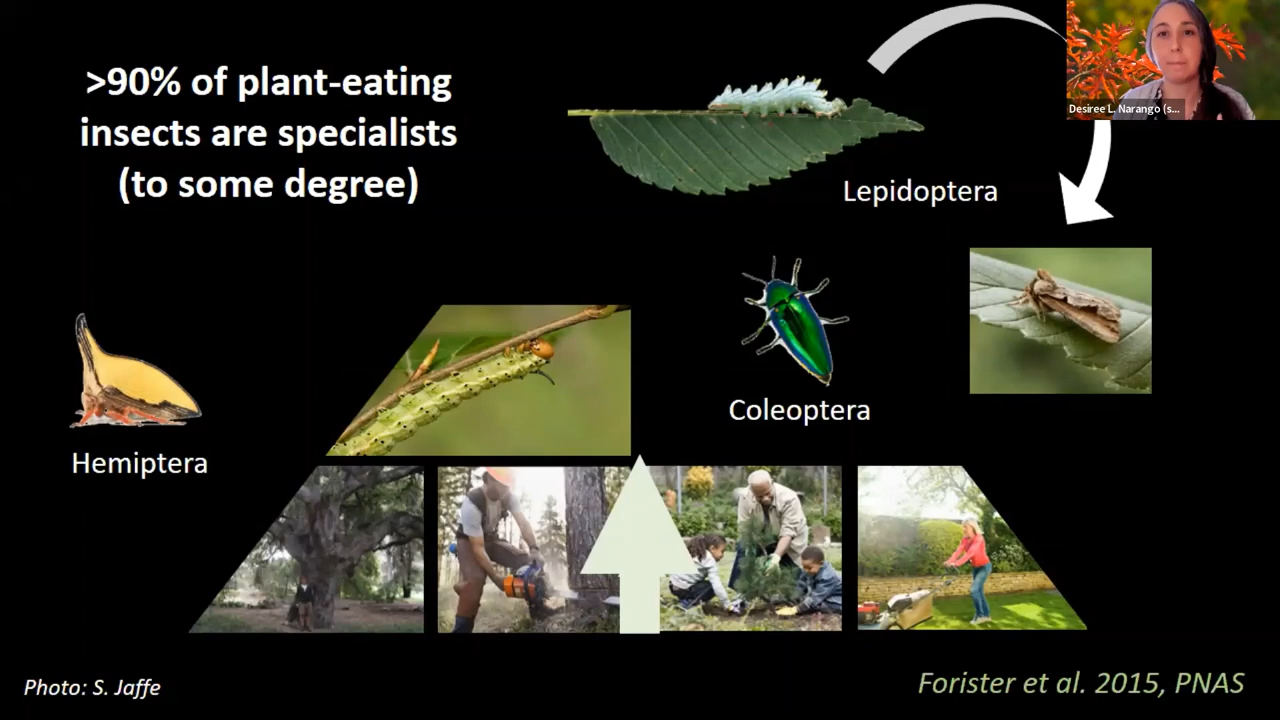 >90% of plant-eating
insects are specialists
(to some degree)
Desiree L. Narango (s...
Lepidoptera
Coleoptera
Hemiptera
Photo: S. Jaffe
Forister et al. 2015, PNAS